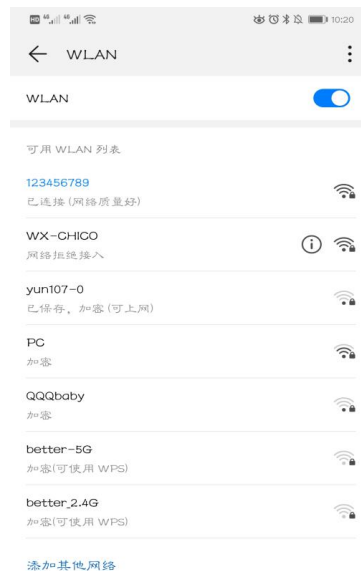 HD 4G 4G 10:20
WLAN
WLAN
可用 WLAN 列表
123456789
已连接 (网络质量好)
WX-CHICO
网络拒绝接入
yun107-0
已保存，加密 (可上网)
PC
加密
QQQbaby
加密
better-5G
加密(可使用 WPS)
better_2.4G
加密(可使用 WPS)
添加其他网络